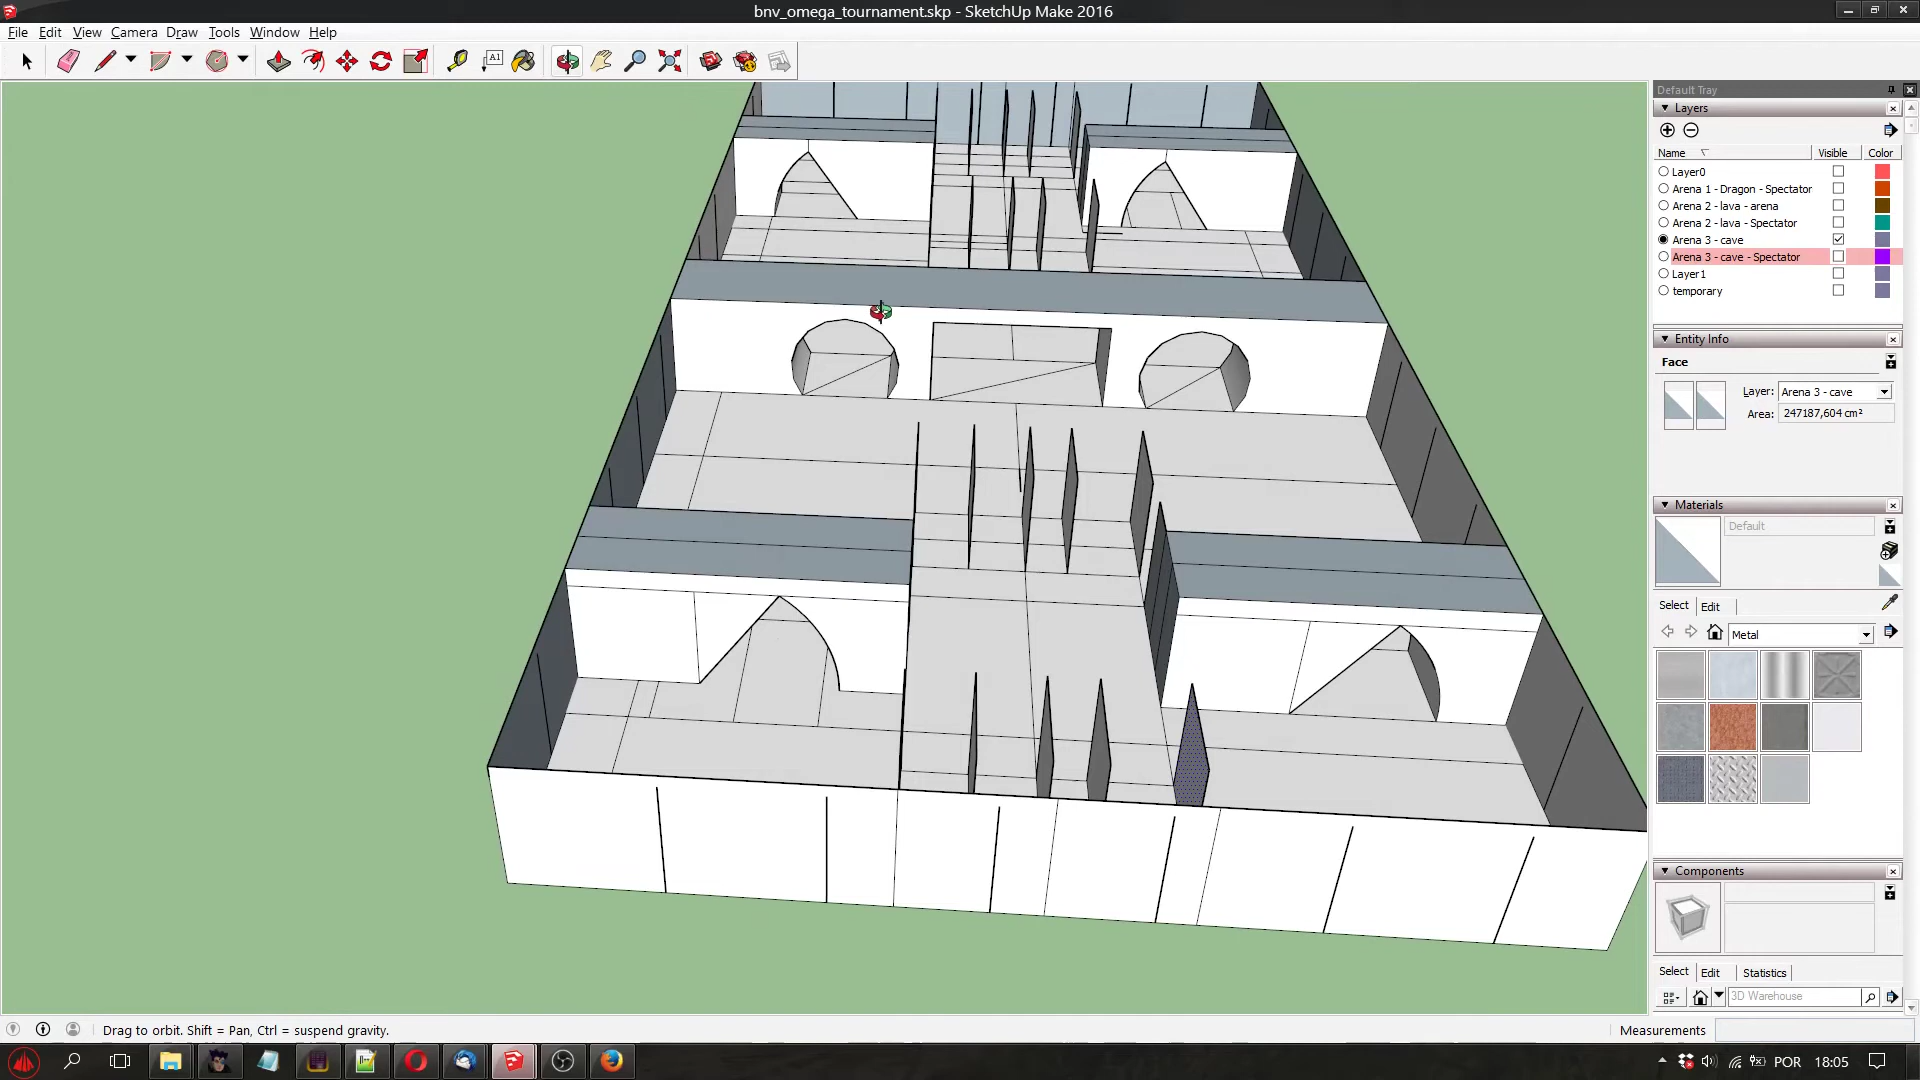 bnv_omega_tournament.skp - SketchUp Make 2016
File Edit View Camera Draw Tools Window Help
A1
Default Tray
Layers
Name Visible Color
Layer0
Arena 1 - Dragon - Spectator
Arena 2 - lava - arena
Arena 2 - lava - Spectator
Arena 3 - cave
Arena 3 - cave - Spectator
Layer1
temporary
Entity Info
Face
Layer: Arena 3 - cave
Area: 247187,604 cm²
Materials
Default
Select Edit
Metal
Components
Select Edit Statistics
3D Warehouse
Drag to orbit. Shift = Pan, Ctrl = suspend gravity.
Measurements
POR 18:05